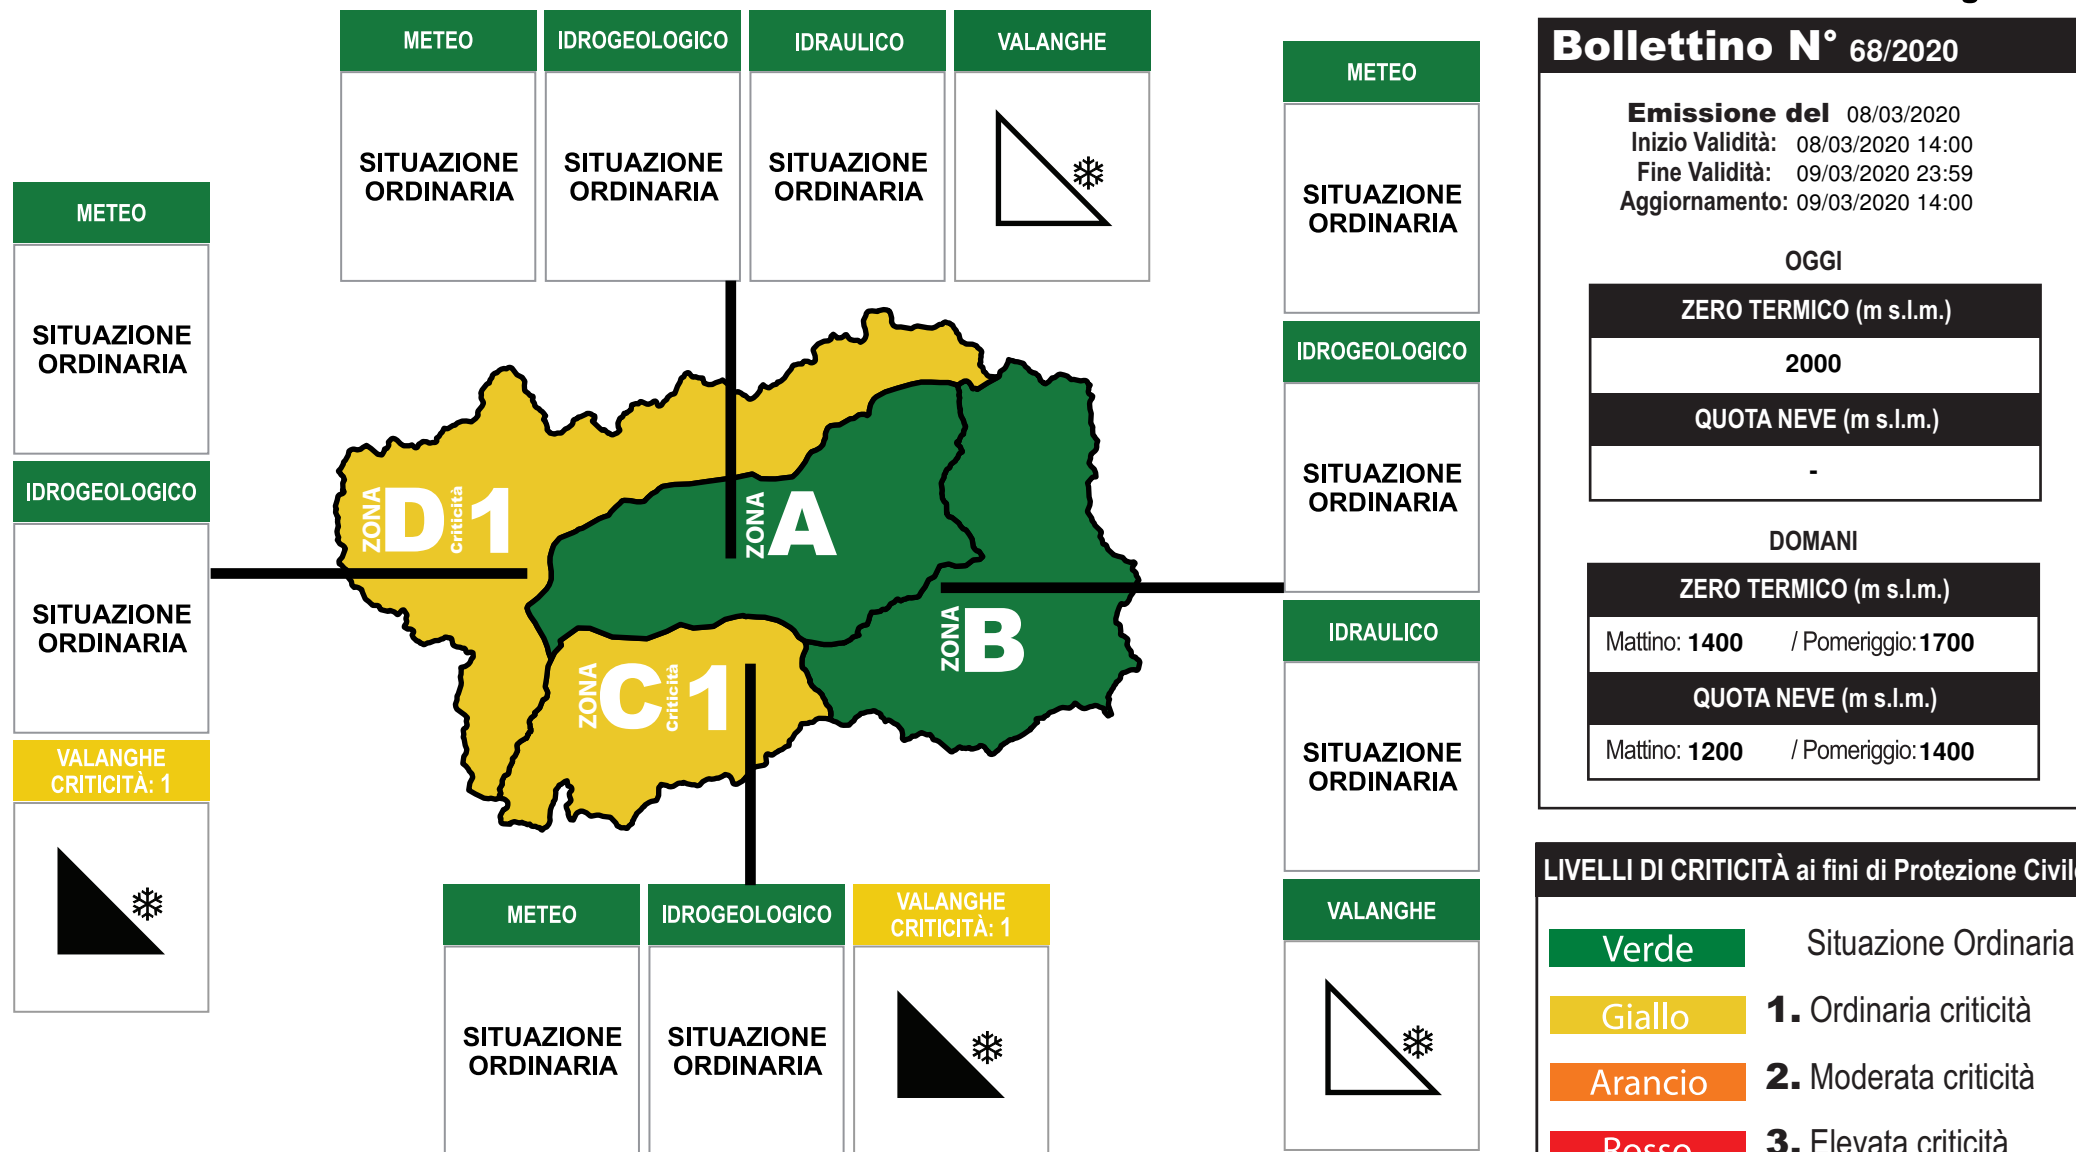 METEO
IDROGEOLOGICO
IDRAULICO
VALANGHE
SITUAZIONE
ORDINARIA
SITUAZIONE
ORDINARIA
SITUAZIONE
ORDINARIA
METEO
SITUAZIONE
ORDINARIA
IDROGEOLOGICO
SITUAZIONE
ORDINARIA
VALANGHE
CRITICITÀ: 1
ZONA D Criticità 1
ZONA A
ZONA B
ZONA C Criticità 1
METEO
IDROGEOLOGICO
VALANGHE
CRITICITÀ: 1
SITUAZIONE
ORDINARIA
SITUAZIONE
ORDINARIA
METEO
SITUAZIONE
ORDINARIA
IDROGEOLOGICO
SITUAZIONE
ORDINARIA
IDRAULICO
SITUAZIONE
ORDINARIA
VALANGHE
Bollettino N° 68/2020
Emissione del 08/03/2020
Inizio Validità: 08/03/2020 14:00
Fine Validità: 09/03/2020 23:59
Aggiornamento: 09/03/2020 14:00
OGGI
ZERO TERMICO (m s.l.m.)
2000
QUOTA NEVE (m s.l.m.)
-
DOMANI
ZERO TERMICO (m s.l.m.)
Mattino: 1400 / Pomeriggio: 1700
QUOTA NEVE (m s.l.m.)
Mattino: 1200 / Pomeriggio: 1400
LIVELLI DI CRITICITÀ ai fini di Protezione Civile
Verde Situazione Ordinaria
Giallo 1. Ordinaria criticità
Arancio 2. Moderata criticità
Rosso 3. Elevata criticità